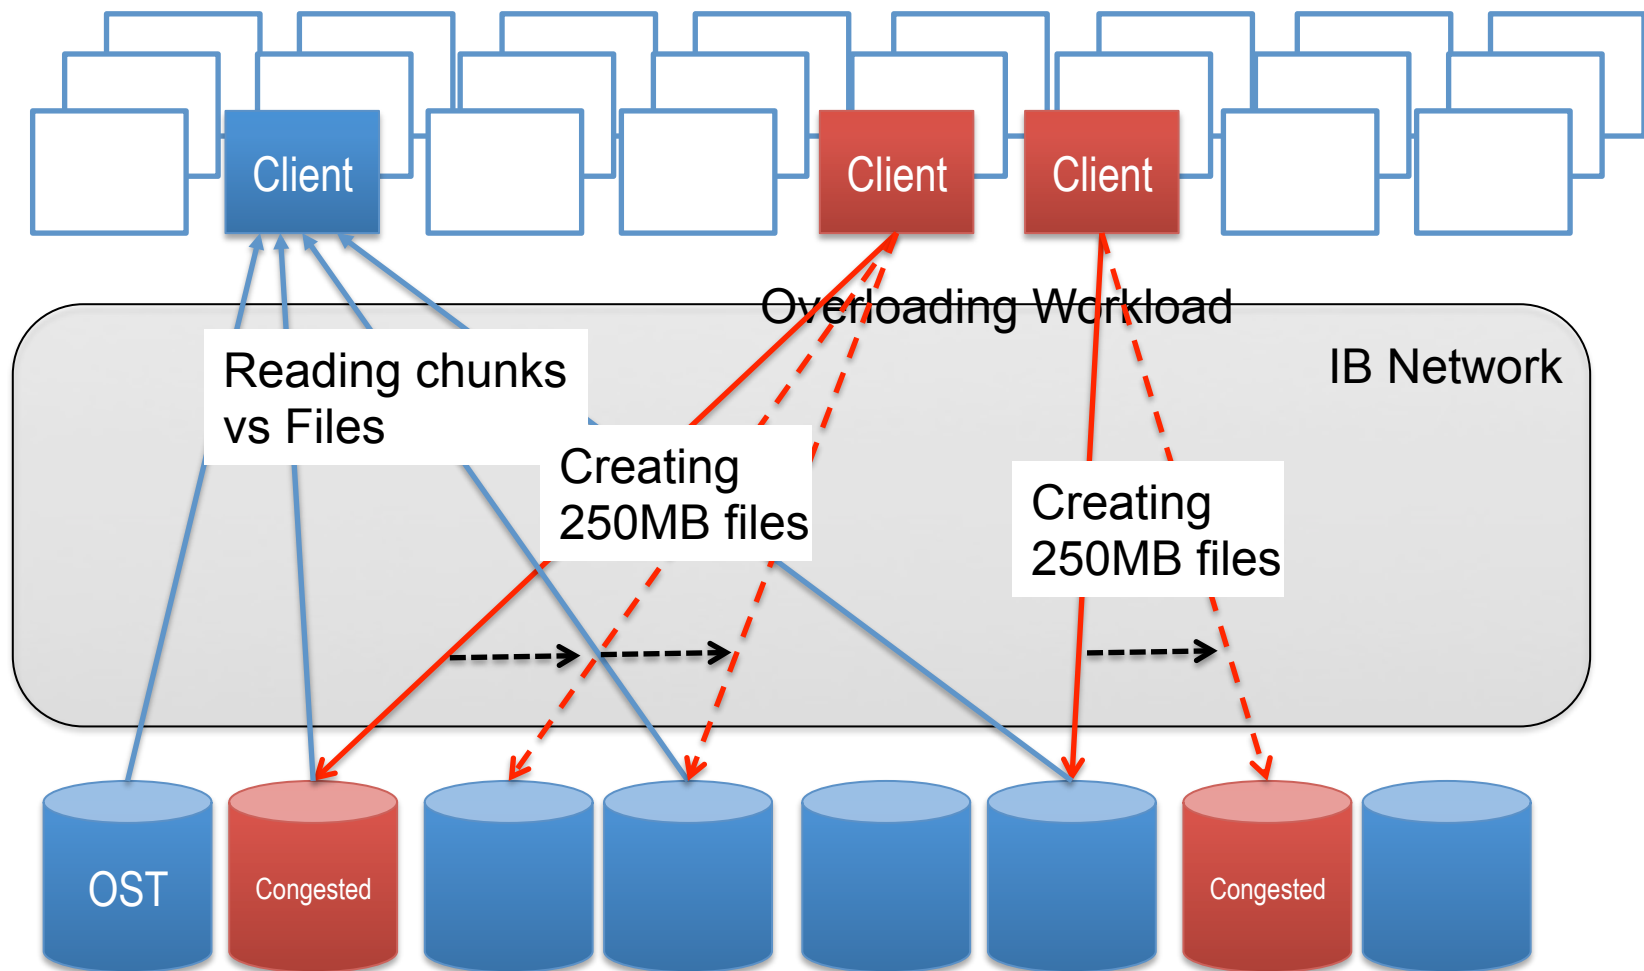 Client
Client
Client
Overloading Workload
IB Network
Reading chunks
vs Files
Creating
250MB files
Creating
250MB files
OST
Congested
Congested